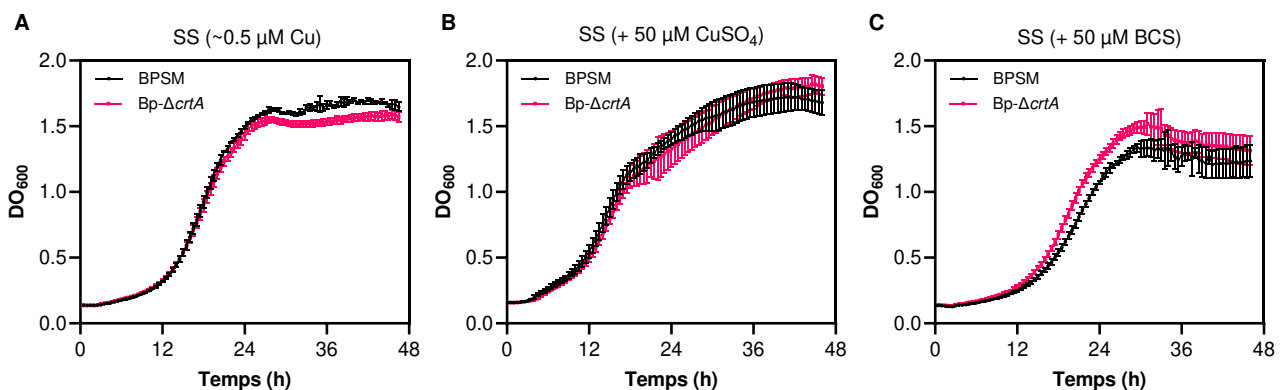 A
SS (~0.5 µM Cu)
2.0
1.5
1.0
0.5
0.0
DO600
BPSM
Bp-ΔcrtA
0 12 24 36 48
Temps (h)
B
SS (+ 50 µM CuSO4)
2.0
1.5
1.0
0.5
0.0
DO600
BPSM
Bp-ΔcrtA
0 12 24 36 48
Temps (h)
C
SS (+ 50 µM BCS)
2.0
1.5
1.0
0.5
0.0
DO600
BPSM
Bp-ΔcrtA
0 12 24 36 48
Temps (h)